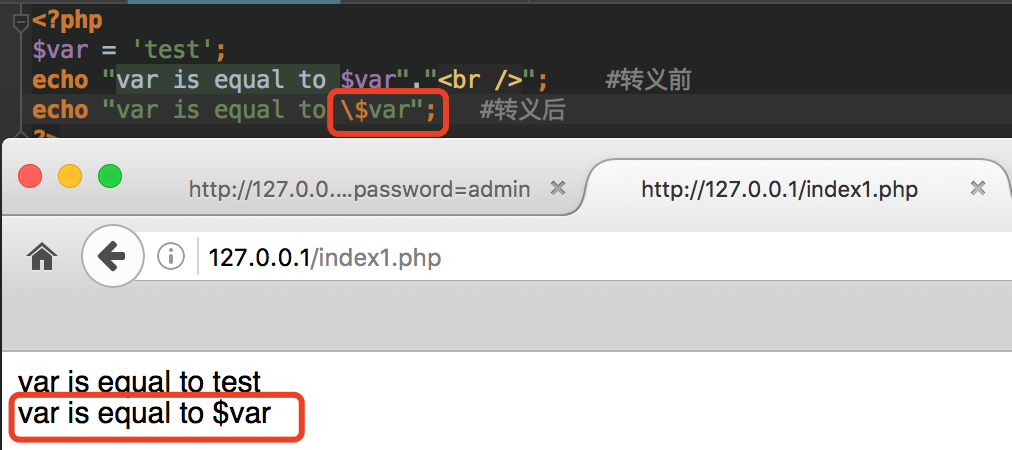 <?php
$var = 'test';
echo "var is equal to $var"."<br />"; #转义前
echo "var is equal to \$var"; #转义后
?>
http://127.0.0....password=admin
http://127.0.0.1/index1.php
127.0.0.1/index1.php
var is equal to test
var is equal to $var